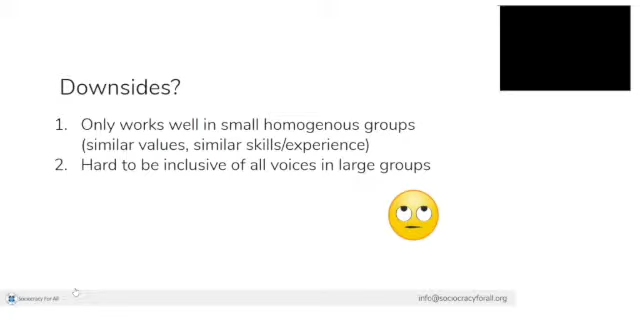 Downsides?
1. Only works well in small homogenous groups
(similar values, similar skills/experience)
2. Hard to be inclusive of all voices in large groups
Sociocracy For All
info@sociocracyforall.org